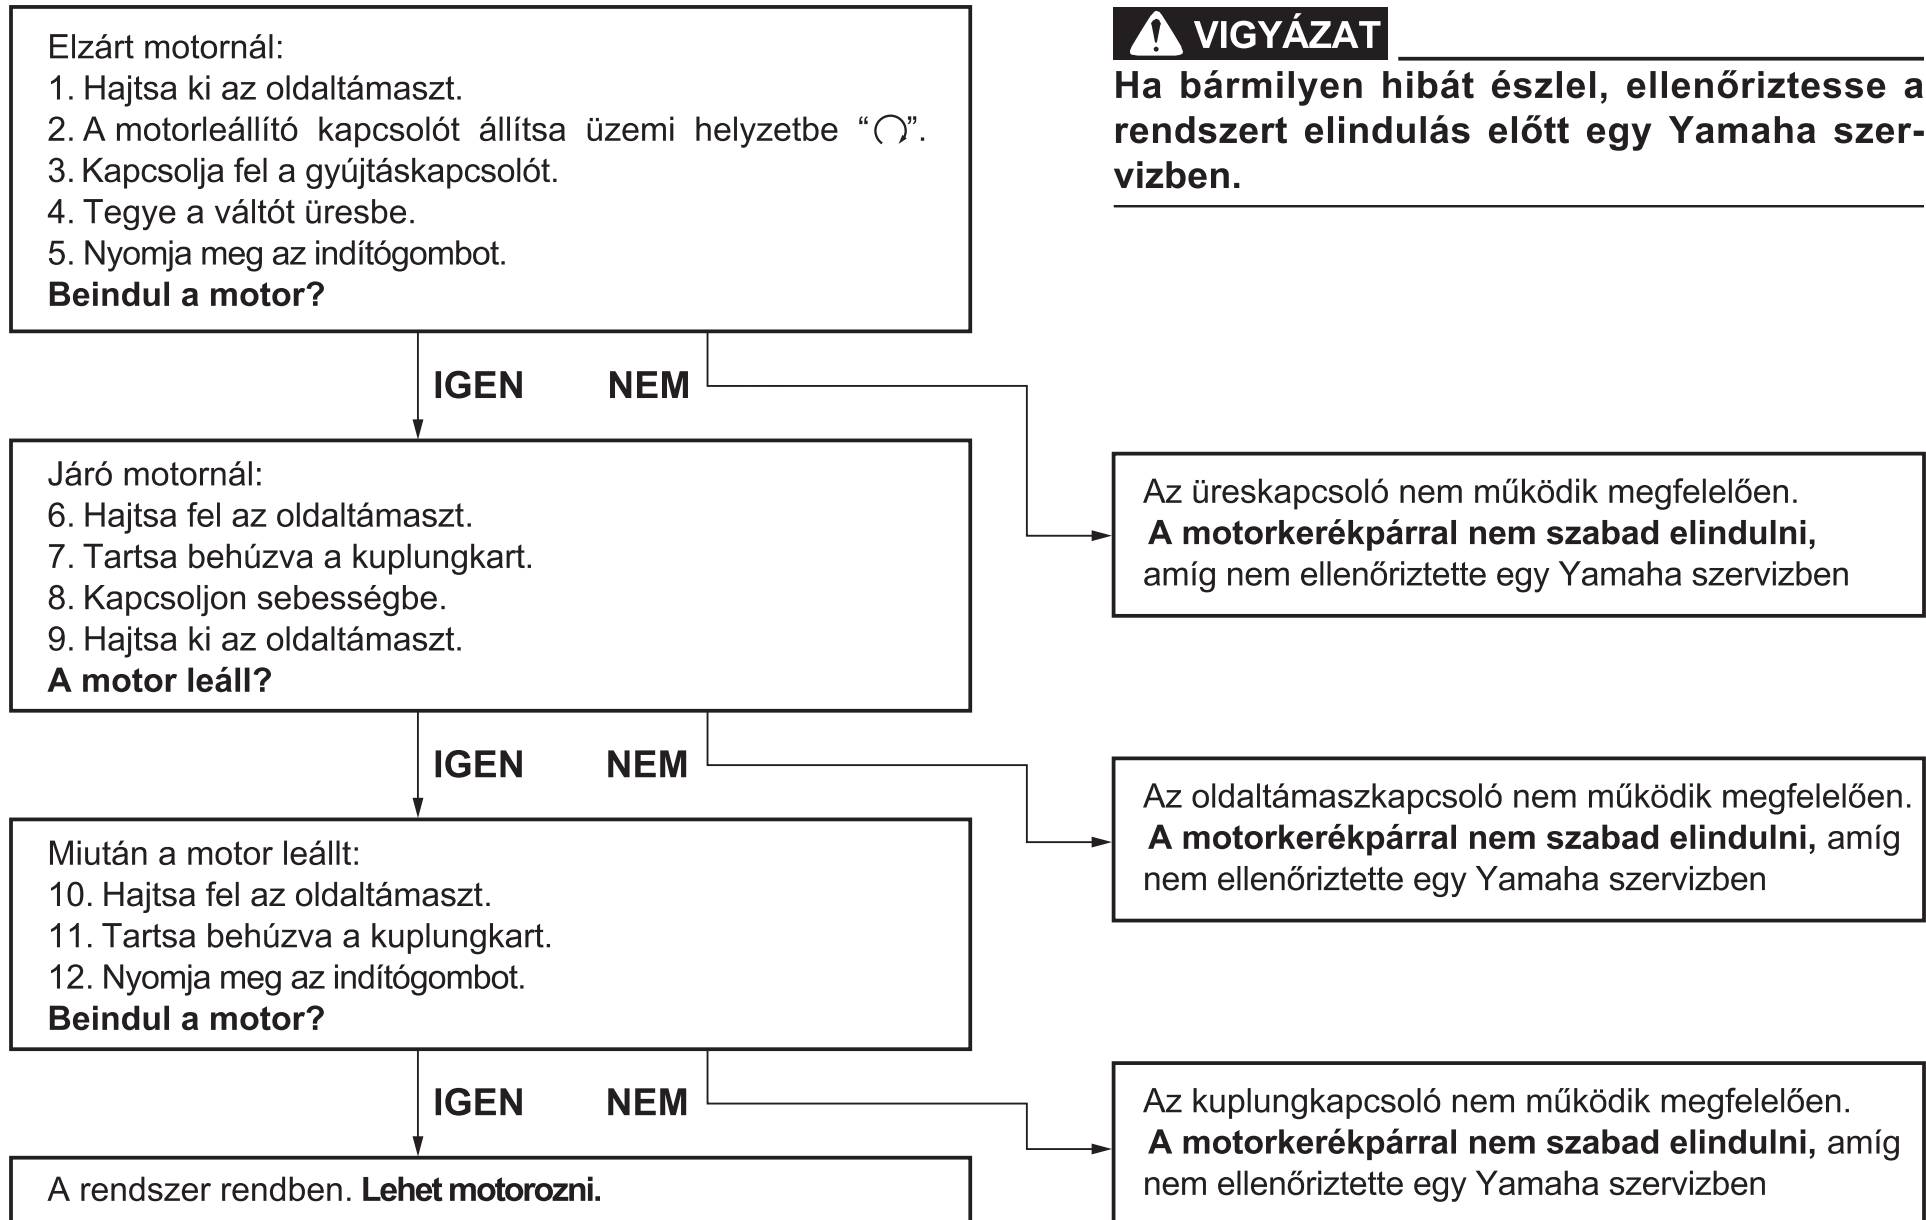 Elzárt motornál:
1. Hajtsa ki az oldaltámaszt.
2. A motorleállító kapcsolót állítsa üzemi helyzetbe “⟳”.
3. Kapcsolja fel a gyújtáskapcsolót.
4. Tegye a váltót üresbe.
5. Nyomja meg az indítógombot.
Beindul a motor?
VIGYÁZAT
Ha bármilyen hibát észlel, ellenőriztesse a
rendszert elindulás előtt egy Yamaha szer-
vizben.
IGEN NEM
Járó motornál:
6. Hajtsa fel az oldaltámaszt.
7. Tartsa behúzva a kuplungkart.
8. Kapcsoljon sebességbe.
9. Hajtsa ki az oldaltámaszt.
A motor leáll?
Az üreskapcsoló nem működik megfelelően.
A motorkerékpárral nem szabad elindulni,
amíg nem ellenőriztette egy Yamaha szervizben
IGEN NEM
Miután a motor leállt:
10. Hajtsa fel az oldaltámaszt.
11. Tartsa behúzva a kuplungkart.
12. Nyomja meg az indítógombot.
Beindul a motor?
Az oldaltámaszkapcsoló nem működik megfelelően.
A motorkerékpárral nem szabad elindulni, amíg
nem ellenőriztette egy Yamaha szervizben
IGEN NEM
A rendszer rendben. Lehet motorozni.
Az kuplungkapcsoló nem működik megfelelően.
A motorkerékpárral nem szabad elindulni, amíg
nem ellenőriztette egy Yamaha szervizben